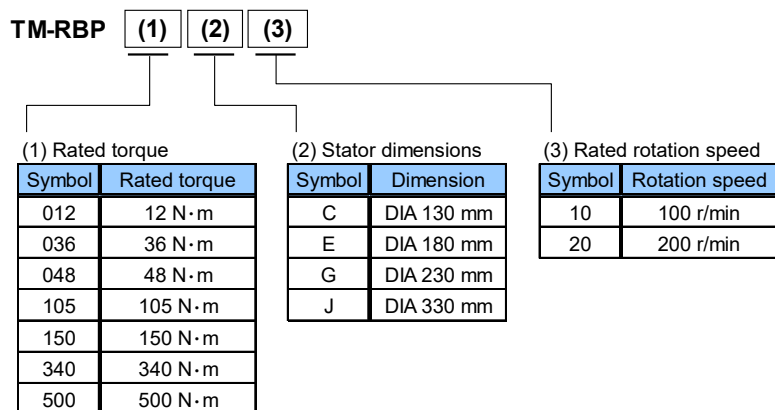 TM-RBP (1) (2) (3)
(1) Rated torque
Symbol Rated torque
012 12 N·m
036 36 N·m
048 48 N·m
105 105 N·m
150 150 N·m
340 340 N·m
500 500 N·m
(2) Stator dimensions
Symbol Dimension
C DIA 130 mm
E DIA 180 mm
G DIA 230 mm
J DIA 330 mm
(3) Rated rotation speed
Symbol Rotation speed
10 100 r/min
20 200 r/min